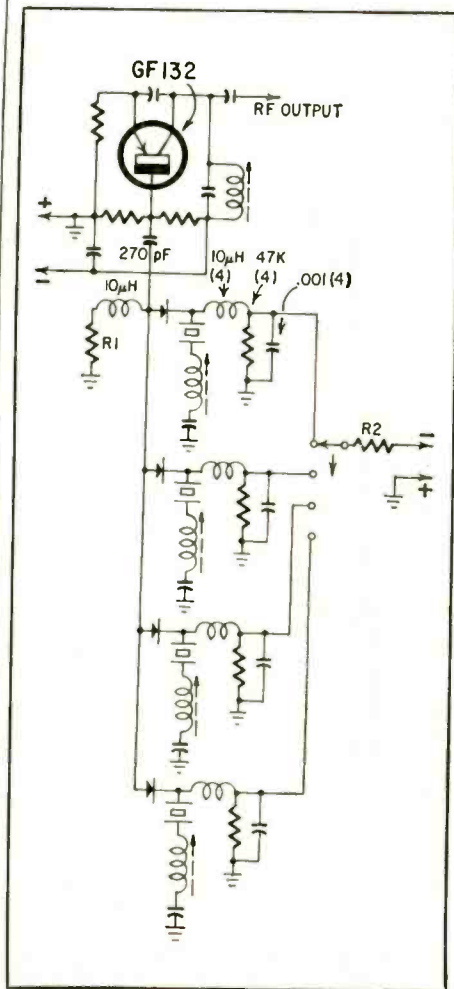 GF132
RF OUTPUT
+
270 pF
−
10µH
10µH 47K .001(4)
(4) (4)
R1
R2 −
+